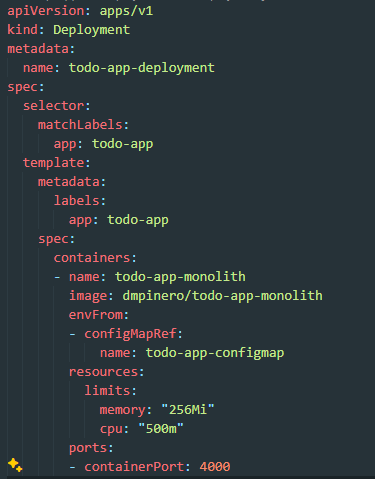 apiVersion: apps/v1
kind: Deployment
metadata:
  name: todo-app-deployment
spec:
  selector:
    matchLabels:
      app: todo-app
  template:
    metadata:
      labels:
        app: todo-app
    spec:
      containers:
      - name: todo-app-monolith
        image: dmpinero/todo-app-monolith
        envFrom:
        - configMapRef:
            name: todo-app-configmap
        resources:
          limits:
            memory: "256Mi"
            cpu: "500m"
        ports:
        - containerPort: 4000